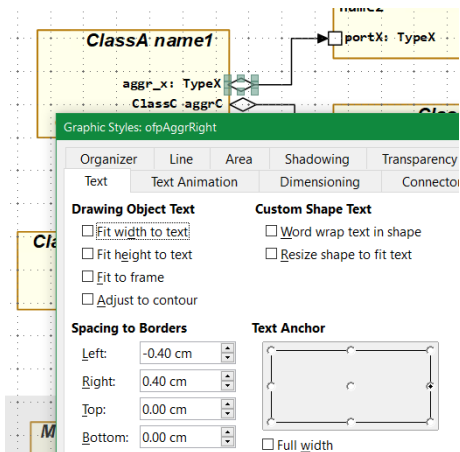 name2
ClassA name1
portX: TypeX
aggr_x: TypeX
ClassC aggrC
Graphic Styles: ofpAggrRight
Organizer Line Area Shadowing Transparency
Text Text Animation Dimensioning Connector
Drawing Object Text Custom Shape Text
Fit width to text Word wrap text in shape
Fit height to text Resize shape to fit text
Fit to frame
Adjust to contour
Spacing to Borders Text Anchor
Left: -0.40 cm
Right: 0.40 cm
Top: 0.00 cm
Bottom: 0.00 cm
Full width